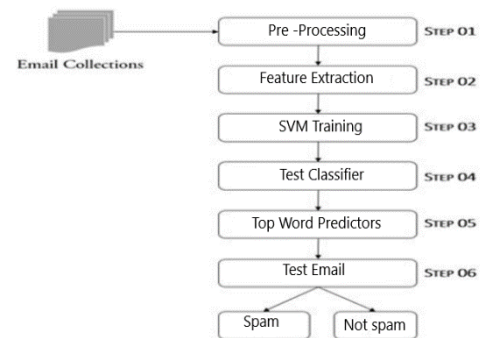 Pre -Processing STEP 01
Email Collections
Feature Extraction STEP 02
SVM Training STEP 03
Test Classifier STEP 04
Top Word Predictors STEP 05
Test Email STEP 06
Spam Not spam